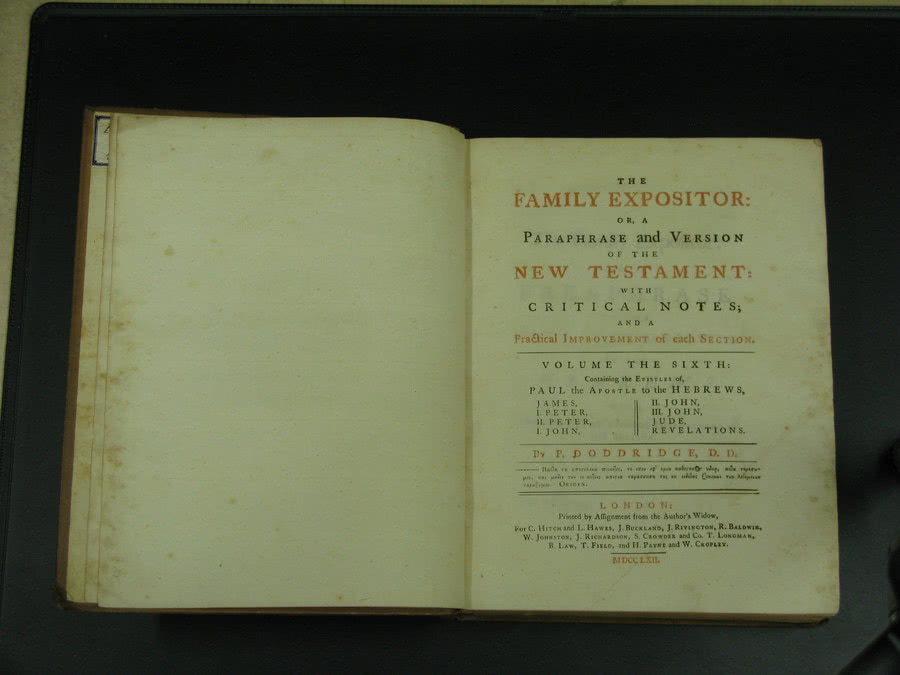 THE
FAMILY EXPOSITOR:
OR, A
PARAPHRASE and VERSION
OF THE
NEW TESTAMENT:
WITH
CRITICAL NOTES;
AND A
Practical IMPROVEMENT of each SECTION.
VOLUME THE SIXTH:
Containing the EPISTLES of,
PAUL the APOSTLE to the HEBREWS,
JAMES,
I. PETER,
II. PETER,
I. JOHN,
II. JOHN,
III. JOHN,
JUDE,
REVELATIONS.
By P. DODDRIDGE, D. D.
ORIGEN.
LONDON:
Printed by Aſſignment from the Author's Widow,
For C. HITCH and L. HAWES, J. BUCKLAND, J. RIVINGTON, R. BALDWIN,
W. JOHNSTON, J. RICHARDSON, S. CROWDER and Co. T. LONGMAN,
B. LAW, T. FIELD, and H. PAYNE and W. CROPLEY.
MDCCLXII.